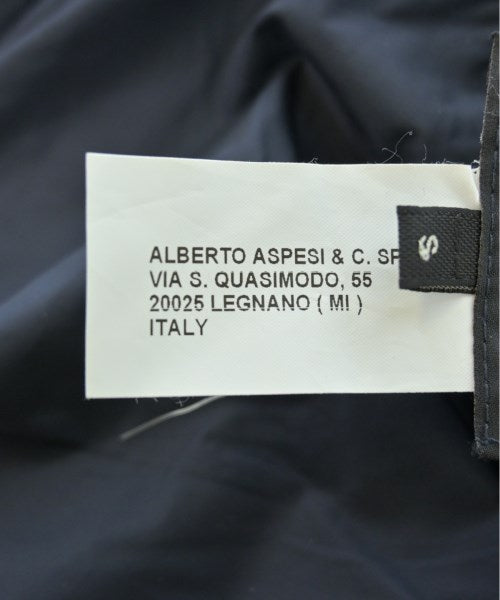 ALBERTO ASPESI & C. SP
VIA S. QUASIMODO, 55
20025 LEGNANO ( MI )
ITALY
S